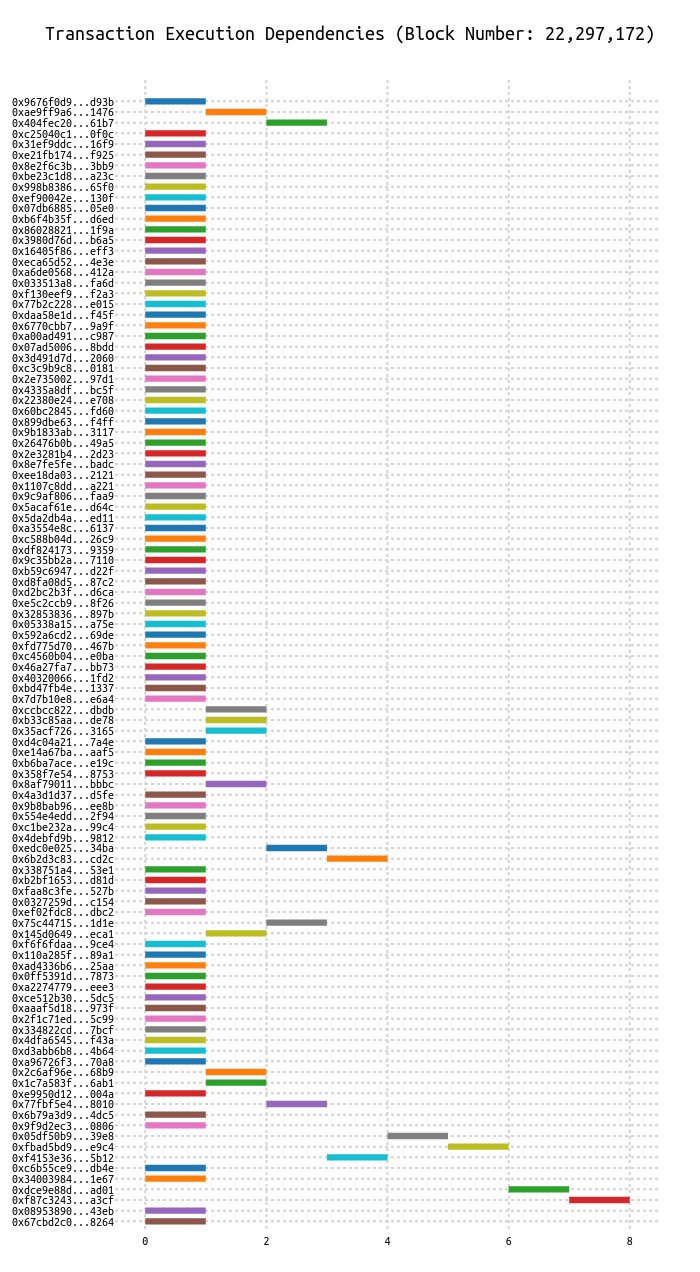 Transaction Execution Dependencies (Block Number: 22,297,172)
0x9676f0d9...d93b
0xae9ff9a6...1476
0x404fec20...61b7
0xc25040c1...0f0c
0x31ef9ddc...16f9
0xe21fb174...f925
0x8e2f6c3b...3bb9
0xbe23c1d8...a23c
0x998b8386...65f0
0xef90042e...130f
0x07db6885...05e0
0xb6f4b35f...d6ed
0x86028821...1f9a
0x3980d76d...b6a5
0x16405f86...eff3
0xeca65d52...4e3e
0xa6de0568...412a
0x033513a8...fa6d
0xf130eef9...f2a3
0x77b2c228...e015
0xdaa58e1d...f45f
0x6770cbb7...9a9f
0xa00ad491...c987
0x07ad5006...8bdd
0x3d491d7d...2060
0xc3c9b9c8...0181
0x2e735002...97d1
0x4335a8df...bc5f
0x22380e24...e708
0x60bc2845...fd60
0x899dbe63...f4ff
0x9b1833ab...3117
0x26476b0b...49a5
0x2e3281b4...2d23
0x8e7fe5fe...badc
0xee18da03...2121
0x1107c8dd...a221
0x9c9af806...faa9
0x5acaf61e...d64c
0x5da2db4a...ed11
0xa3554e8c...6137
0xc588b04d...26c9
0xdf824173...9359
0x9c35bb2a...7110
0xb59c6947...d22f
0xd8fa08d5...87c2
0xd2bc2b3f...d6ca
0xe5c2ccb9...8f26
0x32853836...897b
0x05338a15...a75e
0x592a6cd2...69de
0xfd775d70...467b
0xc4560b04...e0ba
0x46a27fa7...bb73
0x40320066...1fd2
0xbd47fb4e...1337
0x7d7b10e8...e6a4
0xccbcc822...dbdb
0xb33c85aa...de78
0x35acf726...3165
0xd4c04a21...7a4e
0xe14a67ba...aaf5
0xb6ba7ace...e19c
0x358f7e54...8753
0x8af79011...bbbc
0x4a3d1d37...d5fe
0x9b8bab96...ee8b
0x554e4edd...2f94
0xc1be232a...99c4
0x4debfd9b...9812
0xedc0e025...34ba
0x6b2d3c83...cd2c
0x338751a4...53e1
0xb2bf1653...d81d
0xfaa8c3fe...527b
0x0327259d...c154
0xef02fdc8...dbc2
0x75c44715...1d1e
0x145d0649...eca1
0xf6f6fdaa...9ce4
0x110a285f...89a1
0xad4336b6...25aa
0x0ff5391d...7873
0xa2274779...eee3
0xce512b30...5dc5
0xaaaf5d18...973f
0x2f1c71ed...5c99
0x334822cd...7bcf
0x4dfa6545...f43a
0xd3abb6b8...4b64
0xa96726f3...70a8
0x2c6af96e...68b9
0x1c7a583f...6ab1
0xe9950d12...004a
0x77fbf5e4...8010
0x6b79a3d9...4dc5
0x9f9d2ec3...0806
0x05df50b9...39e8
0xfbad5bd9...e9c4
0xf4153e36...5b12
0xc6b55ce9...db4e
0x34003984...1e67
0xdce9e88d...ad01
0xf87c3243...a3cf
0x08953890...43eb
0x67cbd2c0...8264
0 2 4 6 8